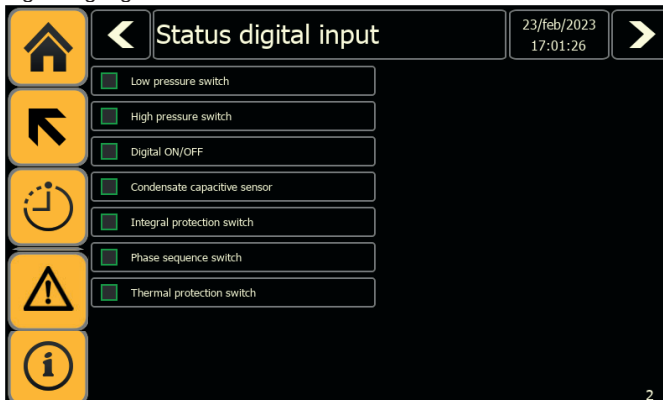 Status digital input
23/feb/2023
17:01:26
Low pressure switch
High pressure switch
Digital ON/OFF
Condensate capacitive sensor
Integral protection switch
Phase sequence switch
Thermal protection switch
2